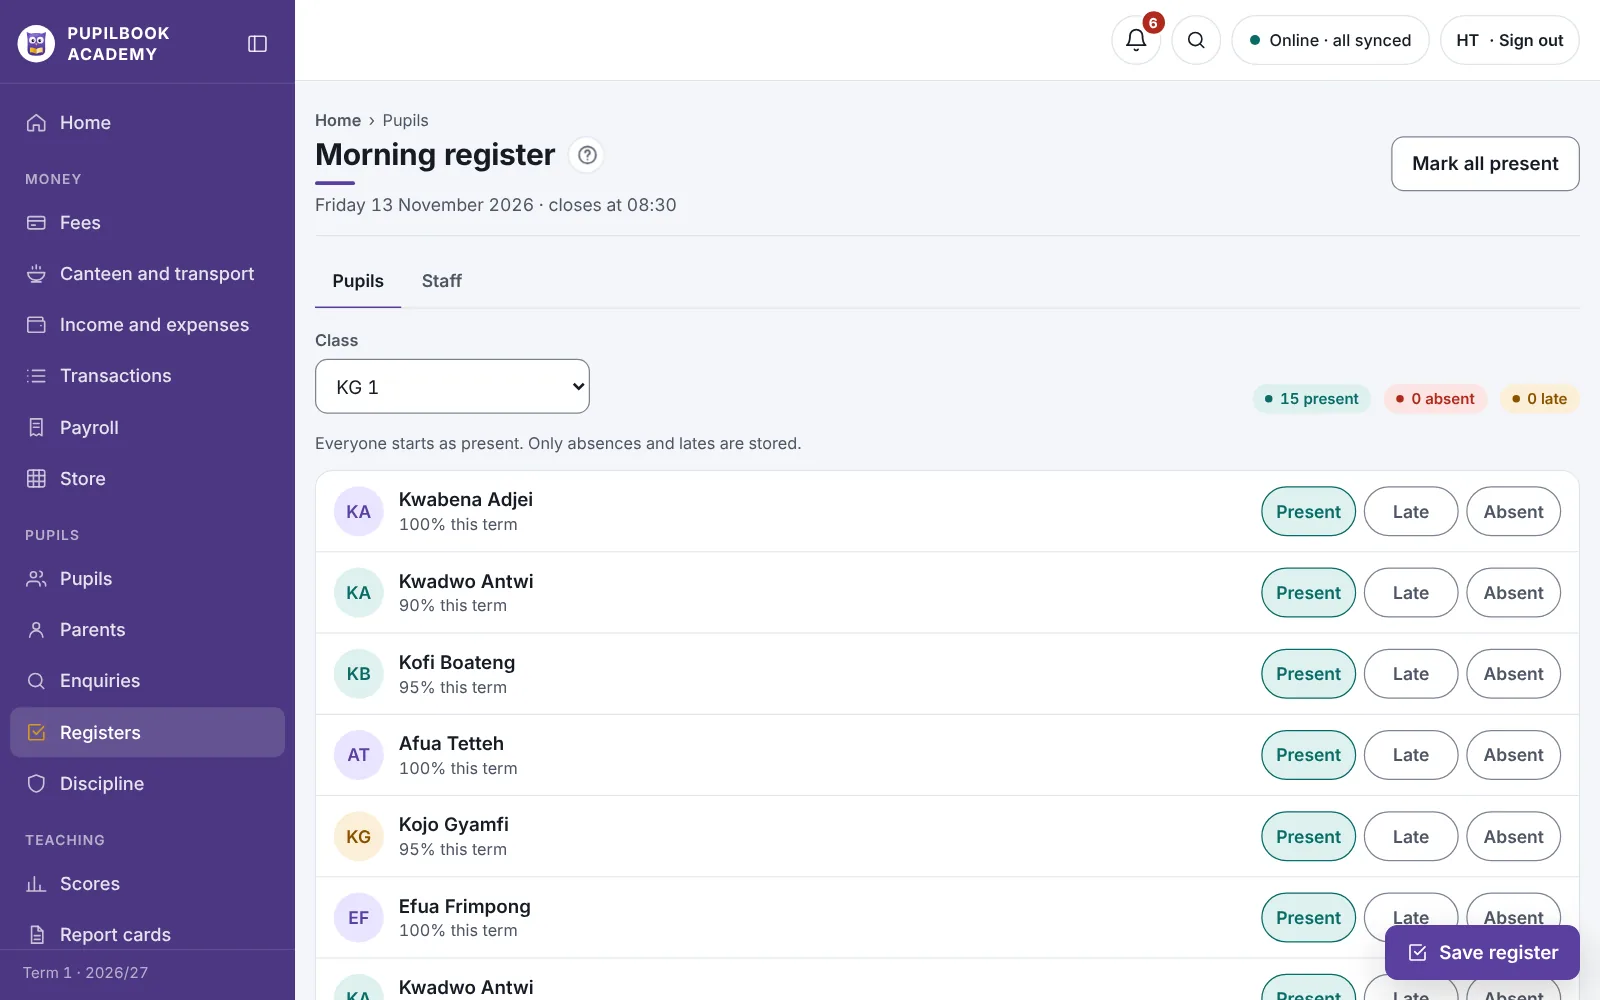 PUPILBOOK
ACADEMY
Home
MONEY
Fees
Canteen and transport
Income and expenses
Transactions
Payroll
Store
PUPILS
Pupils
Parents
Enquiries
Registers
Discipline
TEACHING
Scores
Report cards
Term 1 · 2026/27
6
Online · all synced
HT · Sign out
Home › Pupils
Morning register
Mark all present
Friday 13 November 2026 · closes at 08:30
Pupils Staff
Class
KG 1
15 present 0 absent 0 late
Everyone starts as present. Only absences and lates are stored.
KA Kwabena Adjei Present Late Absent
100% this term
KA Kwadwo Antwi Present Late Absent
90% this term
KB Kofi Boateng Present Late Absent
95% this term
AT Afua Tetteh Present Late Absent
100% this term
KG Kojo Gyamfi Present Late Absent
95% this term
EF Efua Frimpong Present Late Absent
100% this term
Save register
KA Kwadwo Antwi Present Late Absent